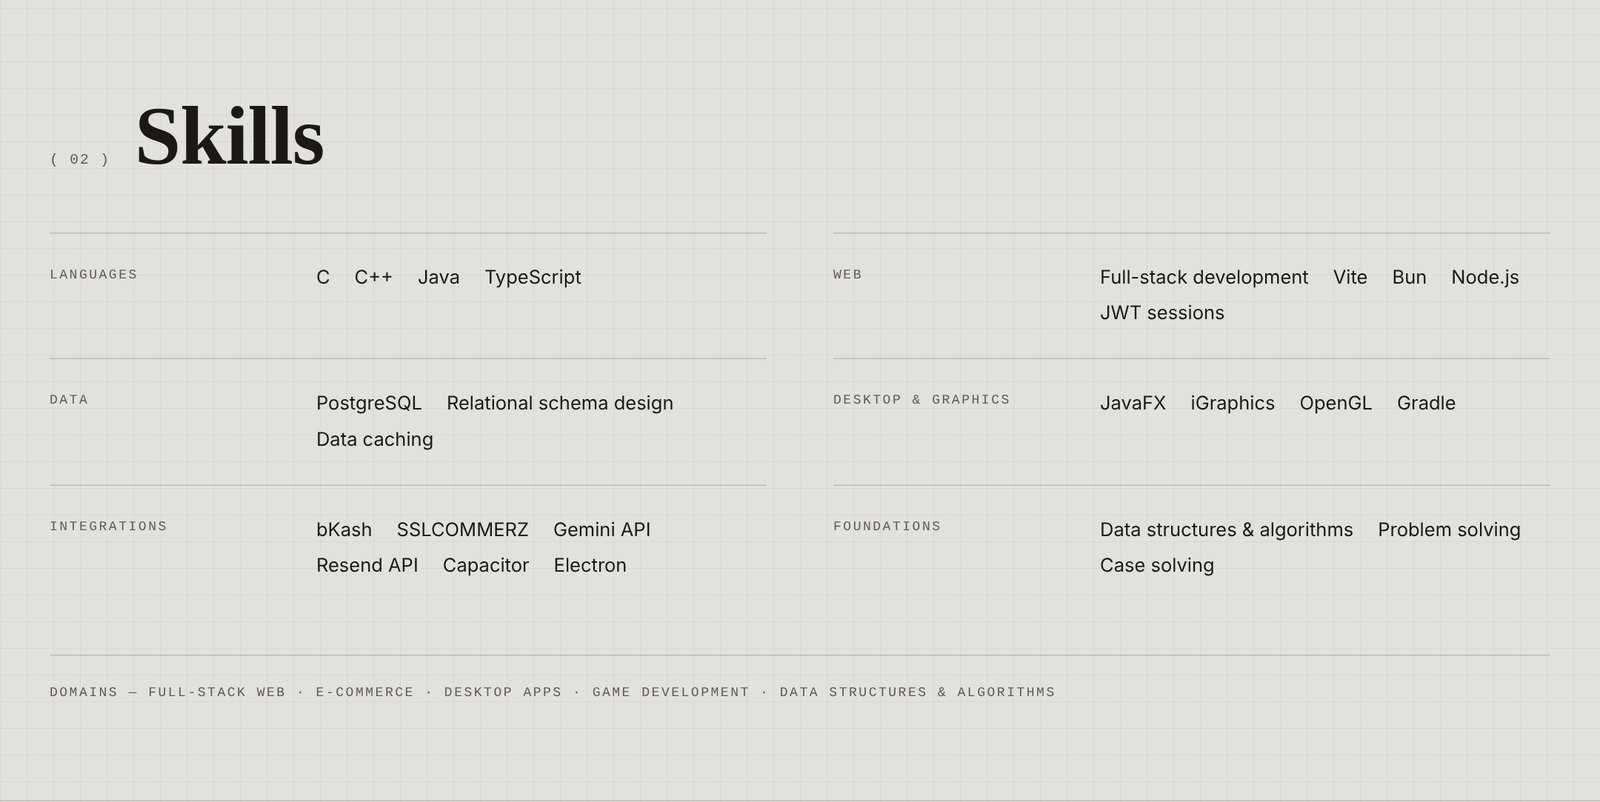 ( 02 ) Skills
LANGUAGES C C++ Java TypeScript
WEB Full-stack development Vite Bun Node.js
JWT sessions
DATA PostgreSQL Relational schema design
Data caching
DESKTOP & GRAPHICS JavaFX iGraphics OpenGL Gradle
INTEGRATIONS bKash SSLCOMMERZ Gemini API
Resend API Capacitor Electron
FOUNDATIONS Data structures & algorithms Problem solving
Case solving
DOMAINS — FULL-STACK WEB · E-COMMERCE · DESKTOP APPS · GAME DEVELOPMENT · DATA STRUCTURES & ALGORITHMS